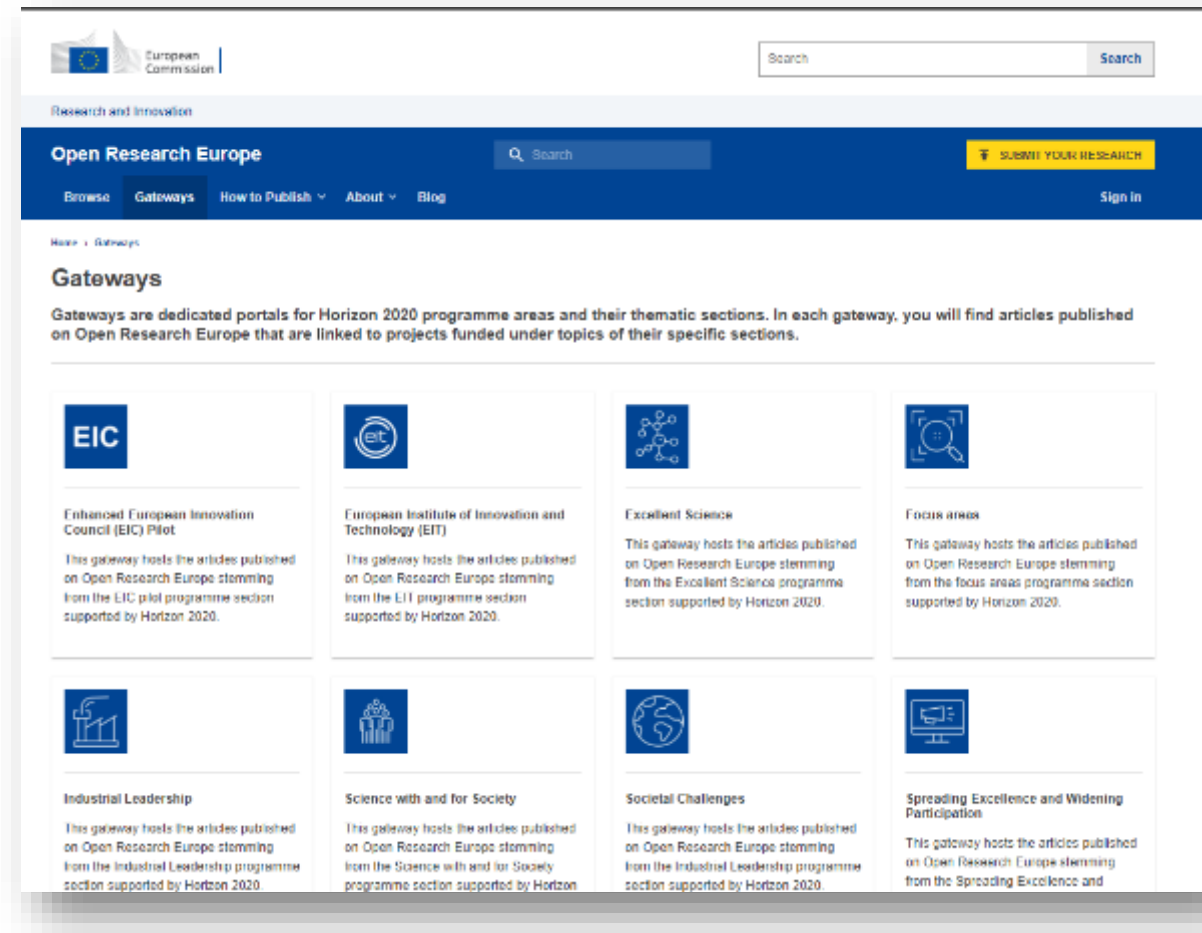 European
Commission
Search
Search
Research and Innovation
Open Research Europe
Search
SUBMIT YOUR RESEARCH
Browse
Gateways
How to Publish
About
Blog
Sign in
Home › Gateways
Gateways
Gateways are dedicated portals for Horizon 2020 programme areas and their thematic sections. In each gateway, you will find articles published
on Open Research Europe that are linked to projects funded under topics of their specific sections.
EIC
Enhanced European Innovation
Council (EIC) Pilot
This gateway hosts the articles published
on Open Research Europe stemming
from the EIC pilot programme section
supported by Horizon 2020.
eit
European Institute of Innovation and
Technology (EIT)
This gateway hosts the articles published
on Open Research Europe stemming
from the EIT programme section
supported by Horizon 2020.
Excellent Science
This gateway hosts the articles published
on Open Research Europe stemming
from the Excellent Science programme
section supported by Horizon 2020.
Focus areas
This gateway hosts the articles published
on Open Research Europe stemming
from the focus areas programme section
supported by Horizon 2020.
Industrial Leadership
This gateway hosts the articles published
on Open Research Europe stemming
from the Industrial Leadership programme
section supported by Horizon 2020.
Science with and for Society
This gateway hosts the articles published
on Open Research Europe stemming
from the Science with and for Society
programme section supported by Horizon
Societal Challenges
This gateway hosts the articles published
on Open Research Europe stemming
from the Industrial Leadership programme
section supported by Horizon 2020.
Spreading Excellence and Widening
Participation
This gateway hosts the articles published
on Open Research Europe stemming
from the Spreading Excellence and